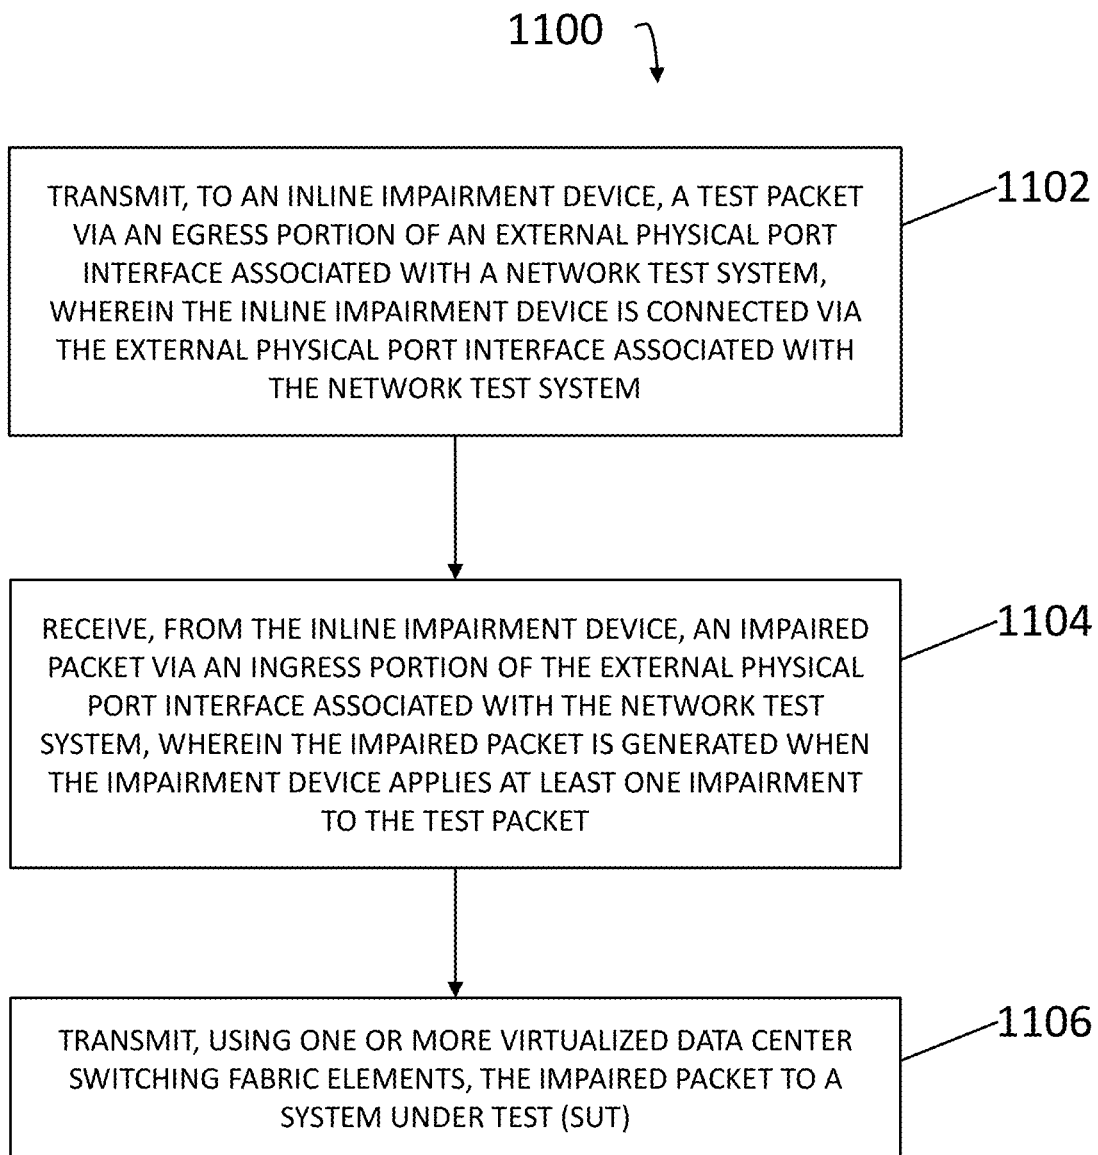 1100
TRANSMIT, TO AN INLINE IMPAIRMENT DEVICE, A TEST PACKET
VIA AN EGRESS PORTION OF AN EXTERNAL PHYSICAL PORT
INTERFACE ASSOCIATED WITH A NETWORK TEST SYSTEM,
WHEREIN THE INLINE IMPAIRMENT DEVICE IS CONNECTED VIA
THE EXTERNAL PHYSICAL PORT INTERFACE ASSOCIATED WITH
THE NETWORK TEST SYSTEM
1102
RECEIVE, FROM THE INLINE IMPAIRMENT DEVICE, AN IMPAIRED
PACKET VIA AN INGRESS PORTION OF THE EXTERNAL PHYSICAL
PORT INTERFACE ASSOCIATED WITH THE NETWORK TEST
SYSTEM, WHEREIN THE IMPAIRED PACKET IS GENERATED WHEN
THE IMPAIRMENT DEVICE APPLIES AT LEAST ONE IMPAIRMENT
TO THE TEST PACKET
1104
TRANSMIT, USING ONE OR MORE VIRTUALIZED DATA CENTER
SWITCHING FABRIC ELEMENTS, THE IMPAIRED PACKET TO A
SYSTEM UNDER TEST (SUT)
1106